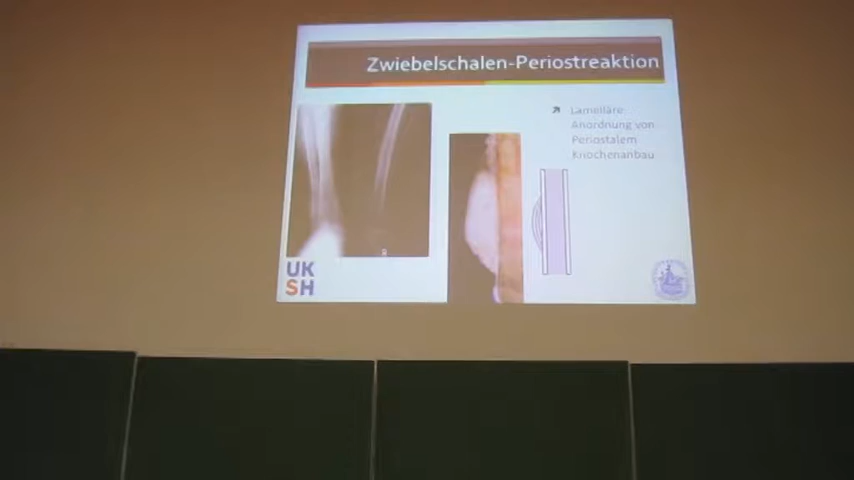 Zwiebelschalen-Periostreaktion
Lamelläre
Anordnung von
Periostalem
Knochenanbau
UK
SH